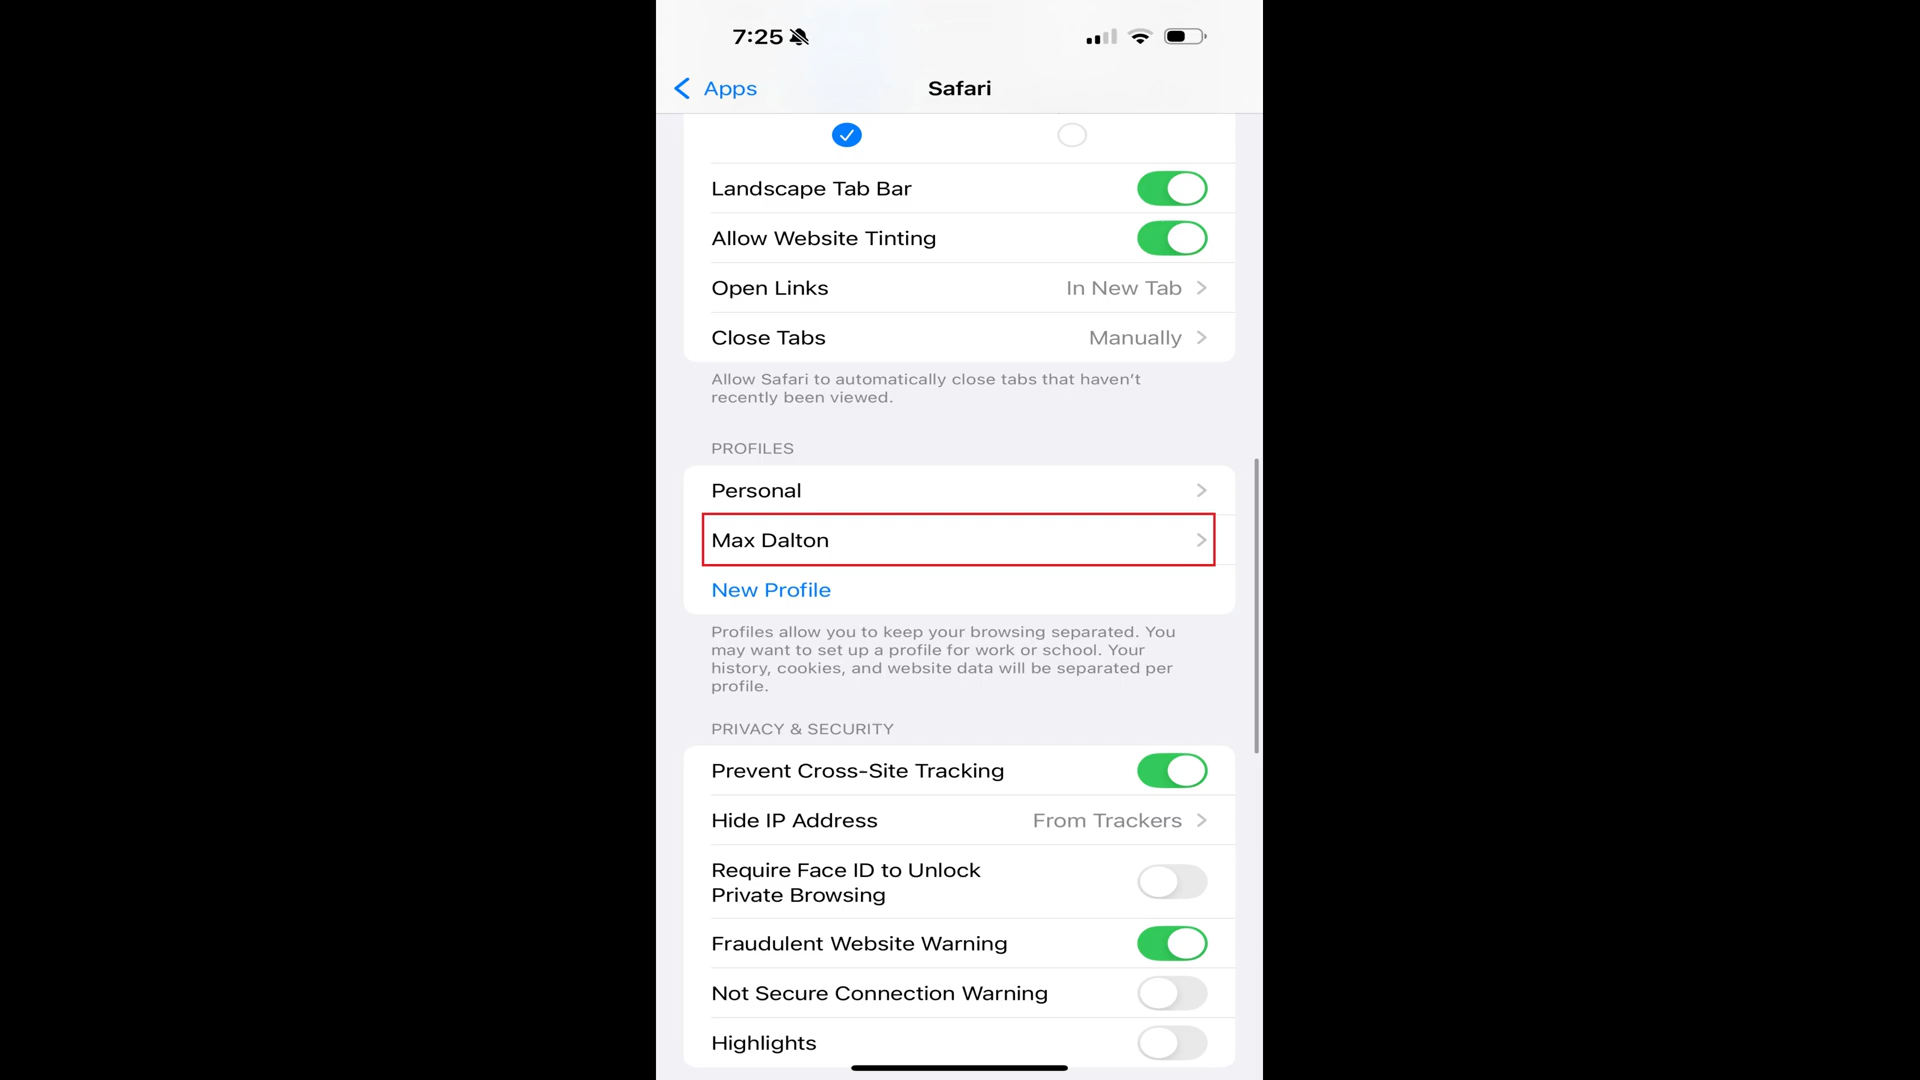 7:25
Apps
Safari
Landscape Tab Bar
Allow Website Tinting
Open Links In New Tab
Close Tabs Manually
Allow Safari to automatically close tabs that haven’t
recently been viewed.
PROFILES
Personal
Max Dalton
New Profile
Profiles allow you to keep your browsing separated. You
may want to set up a profile for work or school. Your
history, cookies, and website data will be separated per
profile.
PRIVACY & SECURITY
Prevent Cross-Site Tracking
Hide IP Address From Trackers
Require Face ID to Unlock
Private Browsing
Fraudulent Website Warning
Not Secure Connection Warning
Highlights